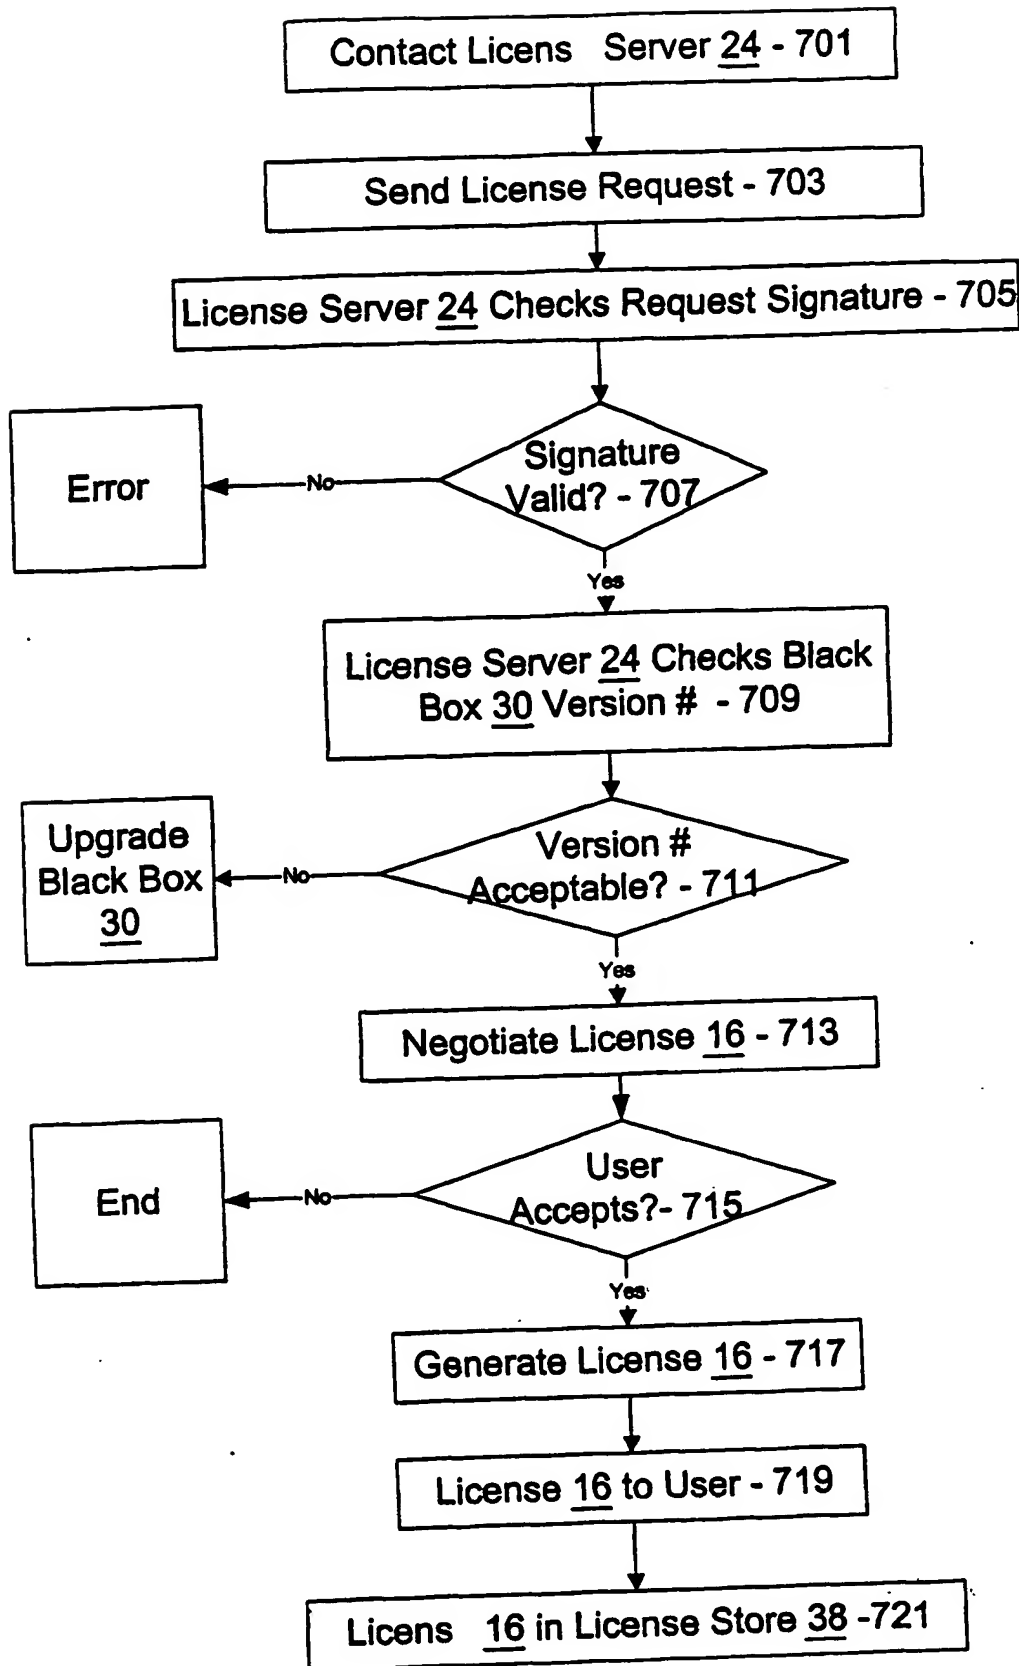 Contact Licens Server 24 - 701
Send License Request - 703
License Server 24 Checks Request Signature - 705
Signature
Valid? - 707
No
Error
Yes
License Server 24 Checks Black
Box 30 Version # - 709
Version #
Acceptable? - 711
No
Upgrade
Black Box
30
Yes
Negotiate License 16 - 713
User
Accepts?- 715
No
End
Yes
Generate License 16 - 717
License 16 to User - 719
Licens 16 in License Store 38 -721